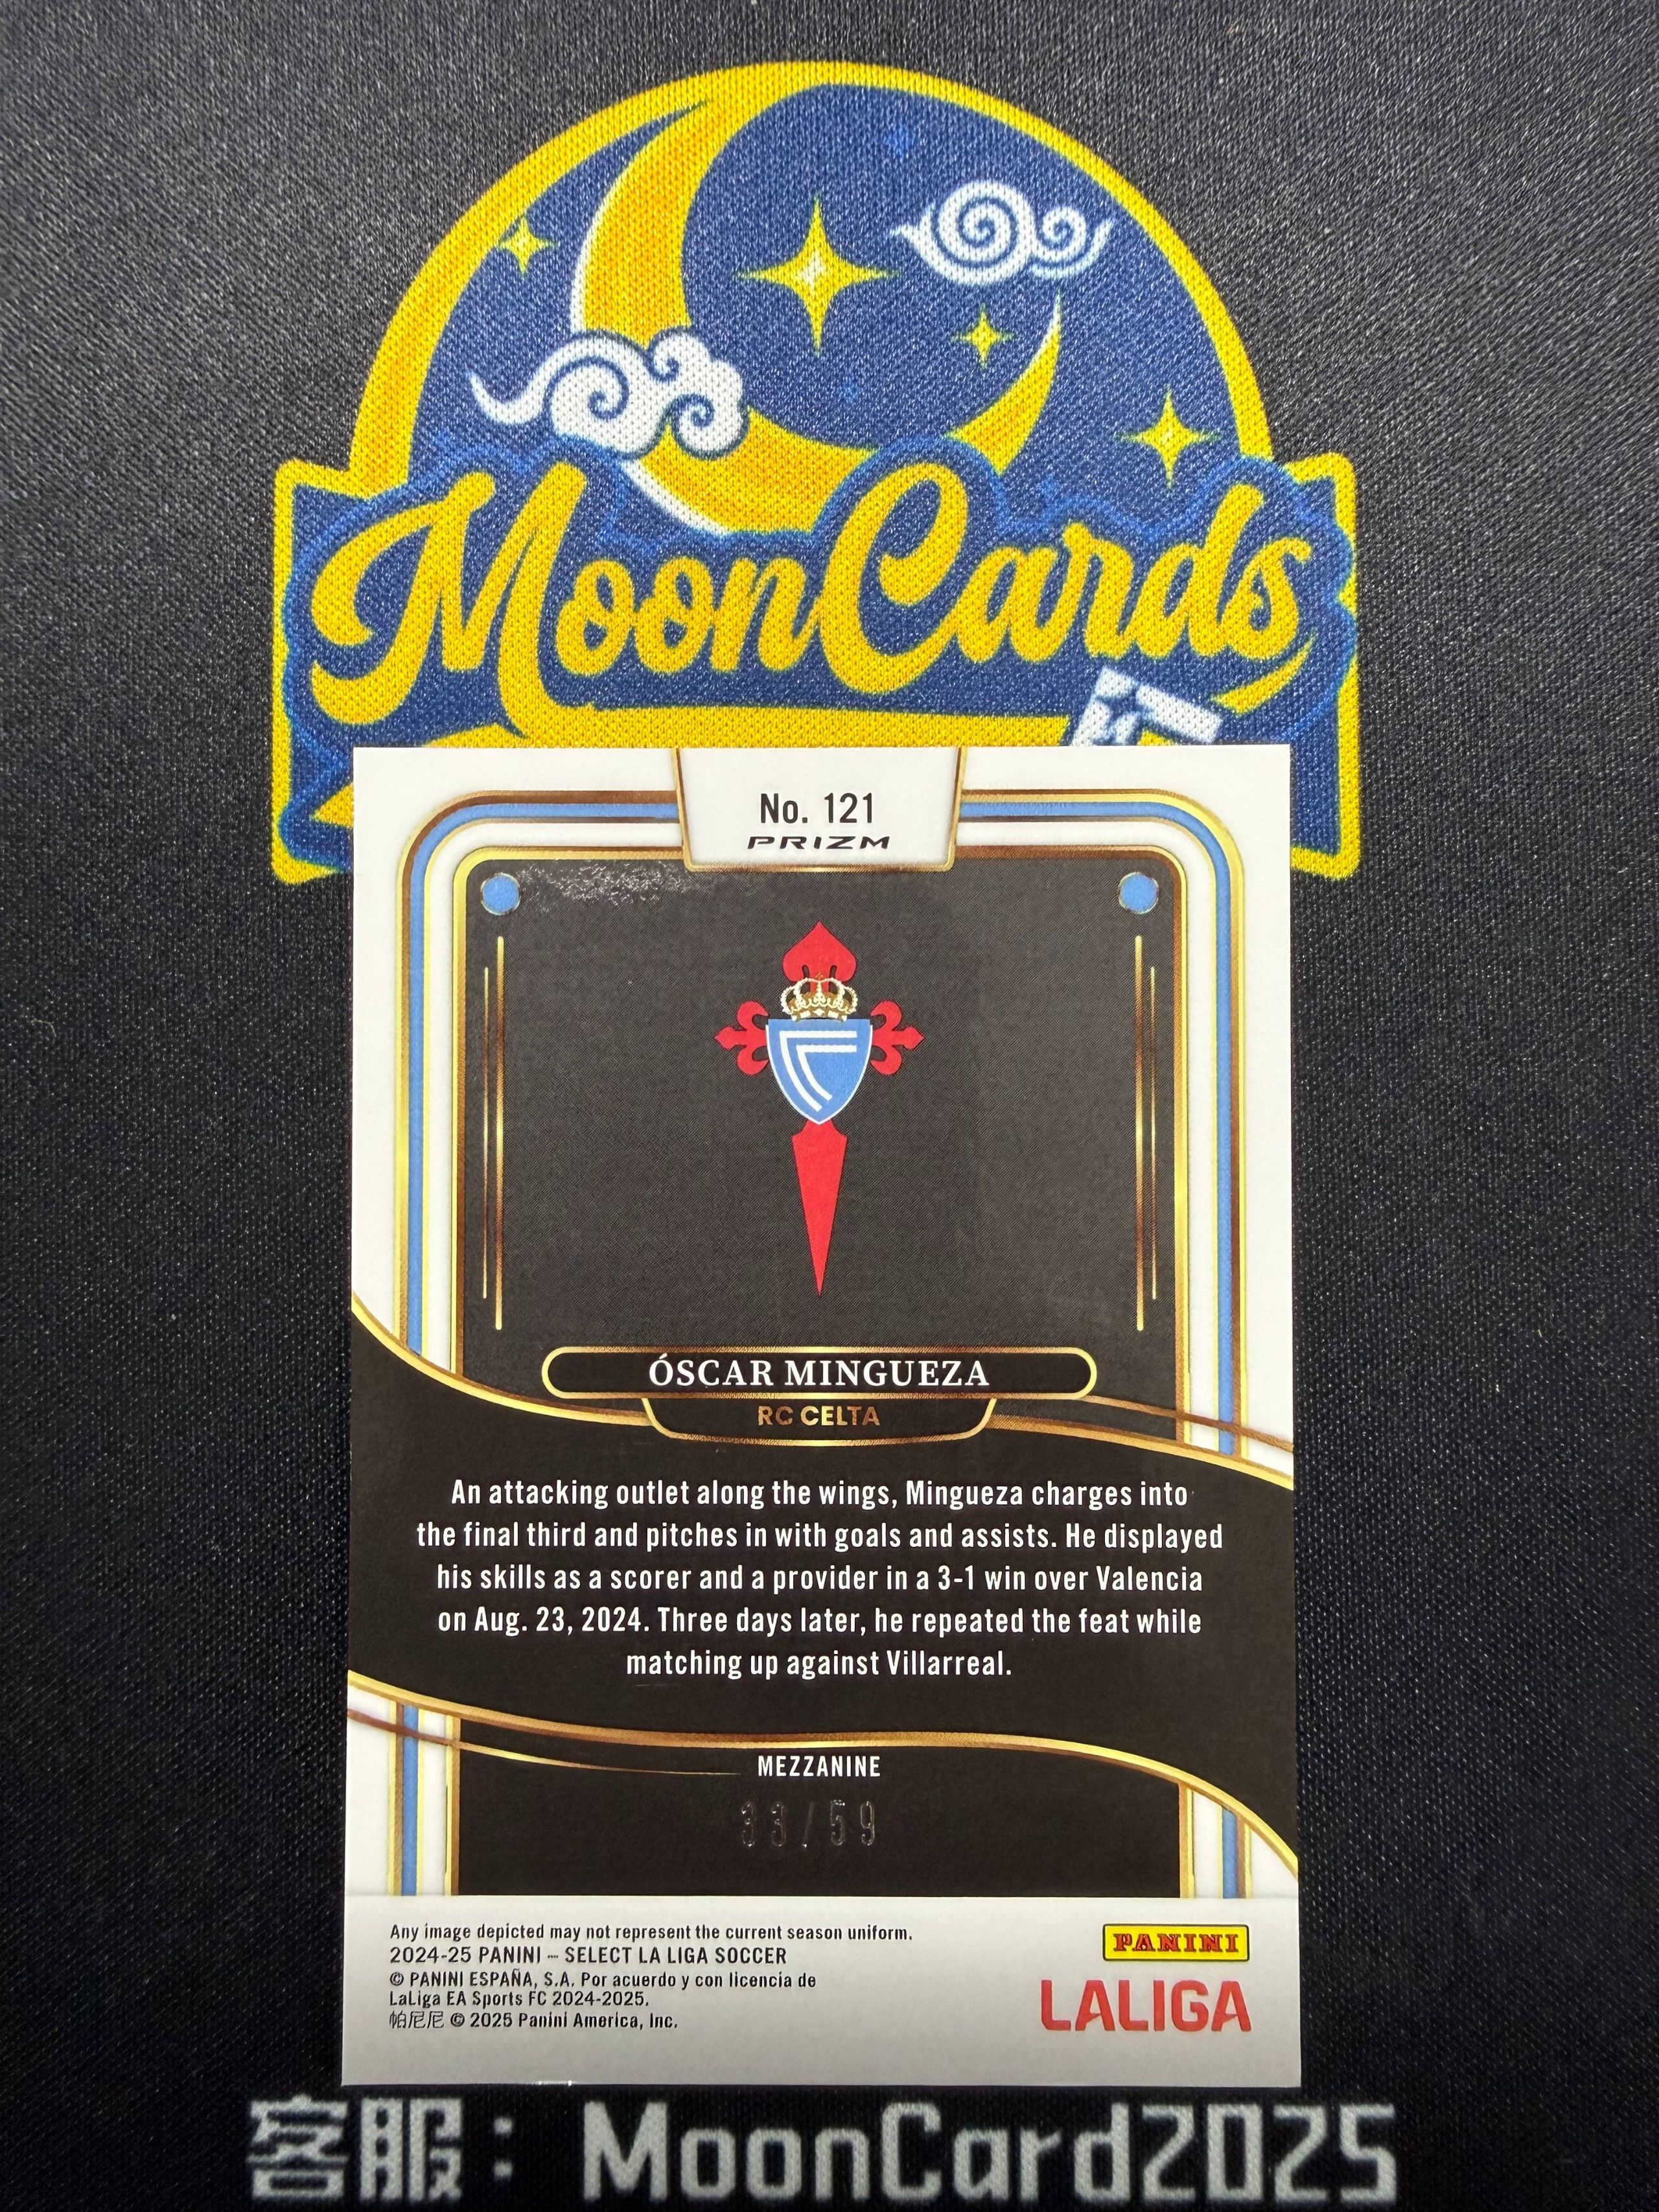 MoonCards
No. 121
PRIZM
ÓSCAR MINGUEZA
RC CELTA
An attacking outlet along the wings, Mingueza charges into
the final third and pitches in with goals and assists. He displayed
his skills as a scorer and a provider in a 3-1 win over Valencia
on Aug. 23, 2024. Three days later, he repeated the feat while
matching up against Villarreal.
MEZZANINE
33/59
Any image depicted may not represent the current season uniform.
2024-25 PANINI – SELECT LA LIGA SOCCER
© PANINI ESPAÑA, S.A. Por acuerdo y con licencia de
LaLiga EA Sports FC 2024-2025.
帕尼尼 © 2025 Panini America, Inc.
PANINI
LALIGA
客服：MoonCard2025